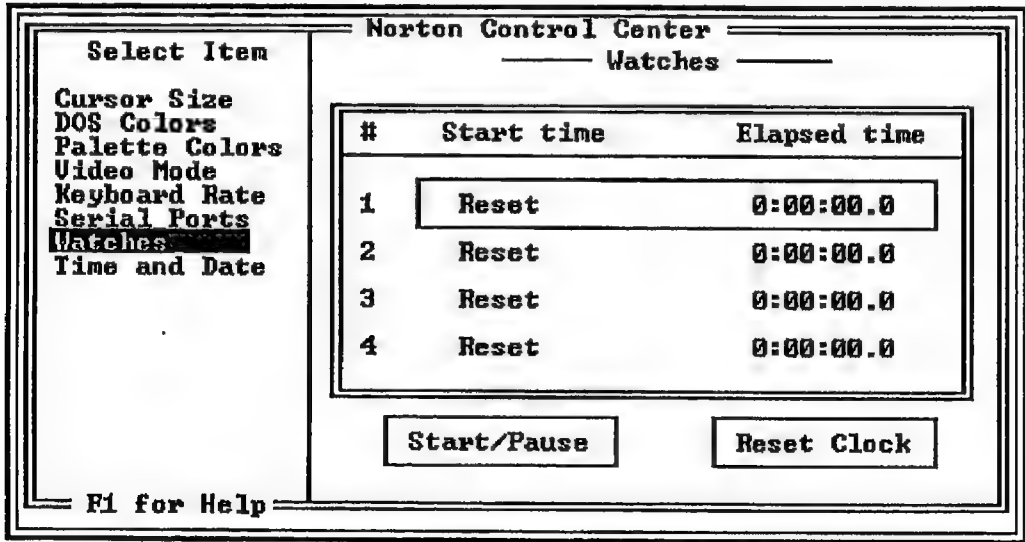 Norton Control Center
Select Item
Cursor Size
DOS Colors
Palette Colors
Video Mode
Keyboard Rate
Serial Ports
Watches
Time and Date
F1 for Help
Watches
# Start time Elapsed time
1 Reset 0:00:00.0
2 Reset 0:00:00.0
3 Reset 0:00:00.0
4 Reset 0:00:00.0
Start/Pause Reset Clock